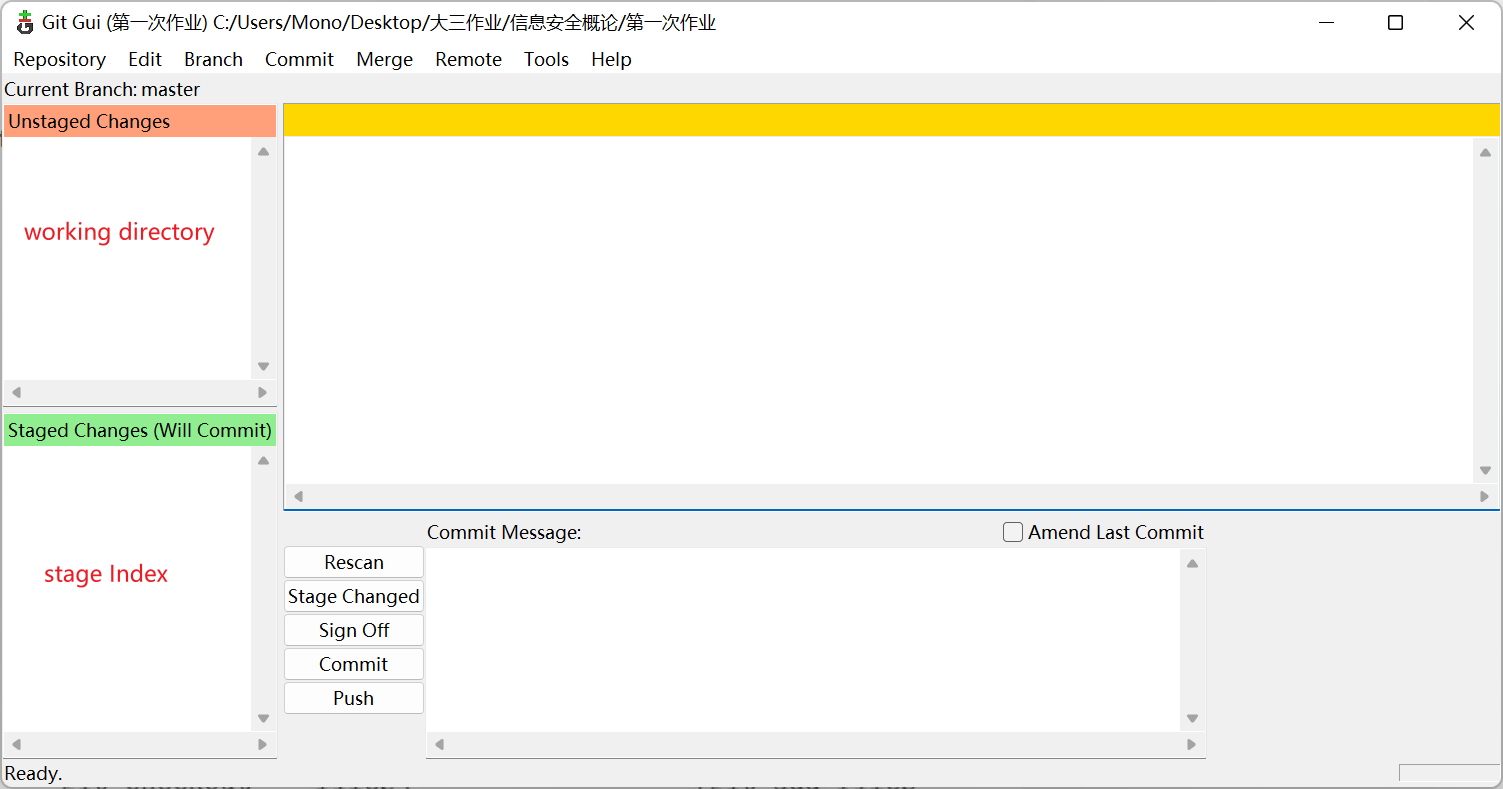 Git Gui (第一次作业) C:/Users/Mono/Desktop/大三作业/信息安全概论/第一次作业
Repository Edit Branch Commit Merge Remote Tools Help
Current Branch: master
Unstaged Changes
working directory
Staged Changes (Will Commit)
stage Index
Commit Message:
Amend Last Commit
Rescan
Stage Changed
Sign Off
Commit
Push
Ready.